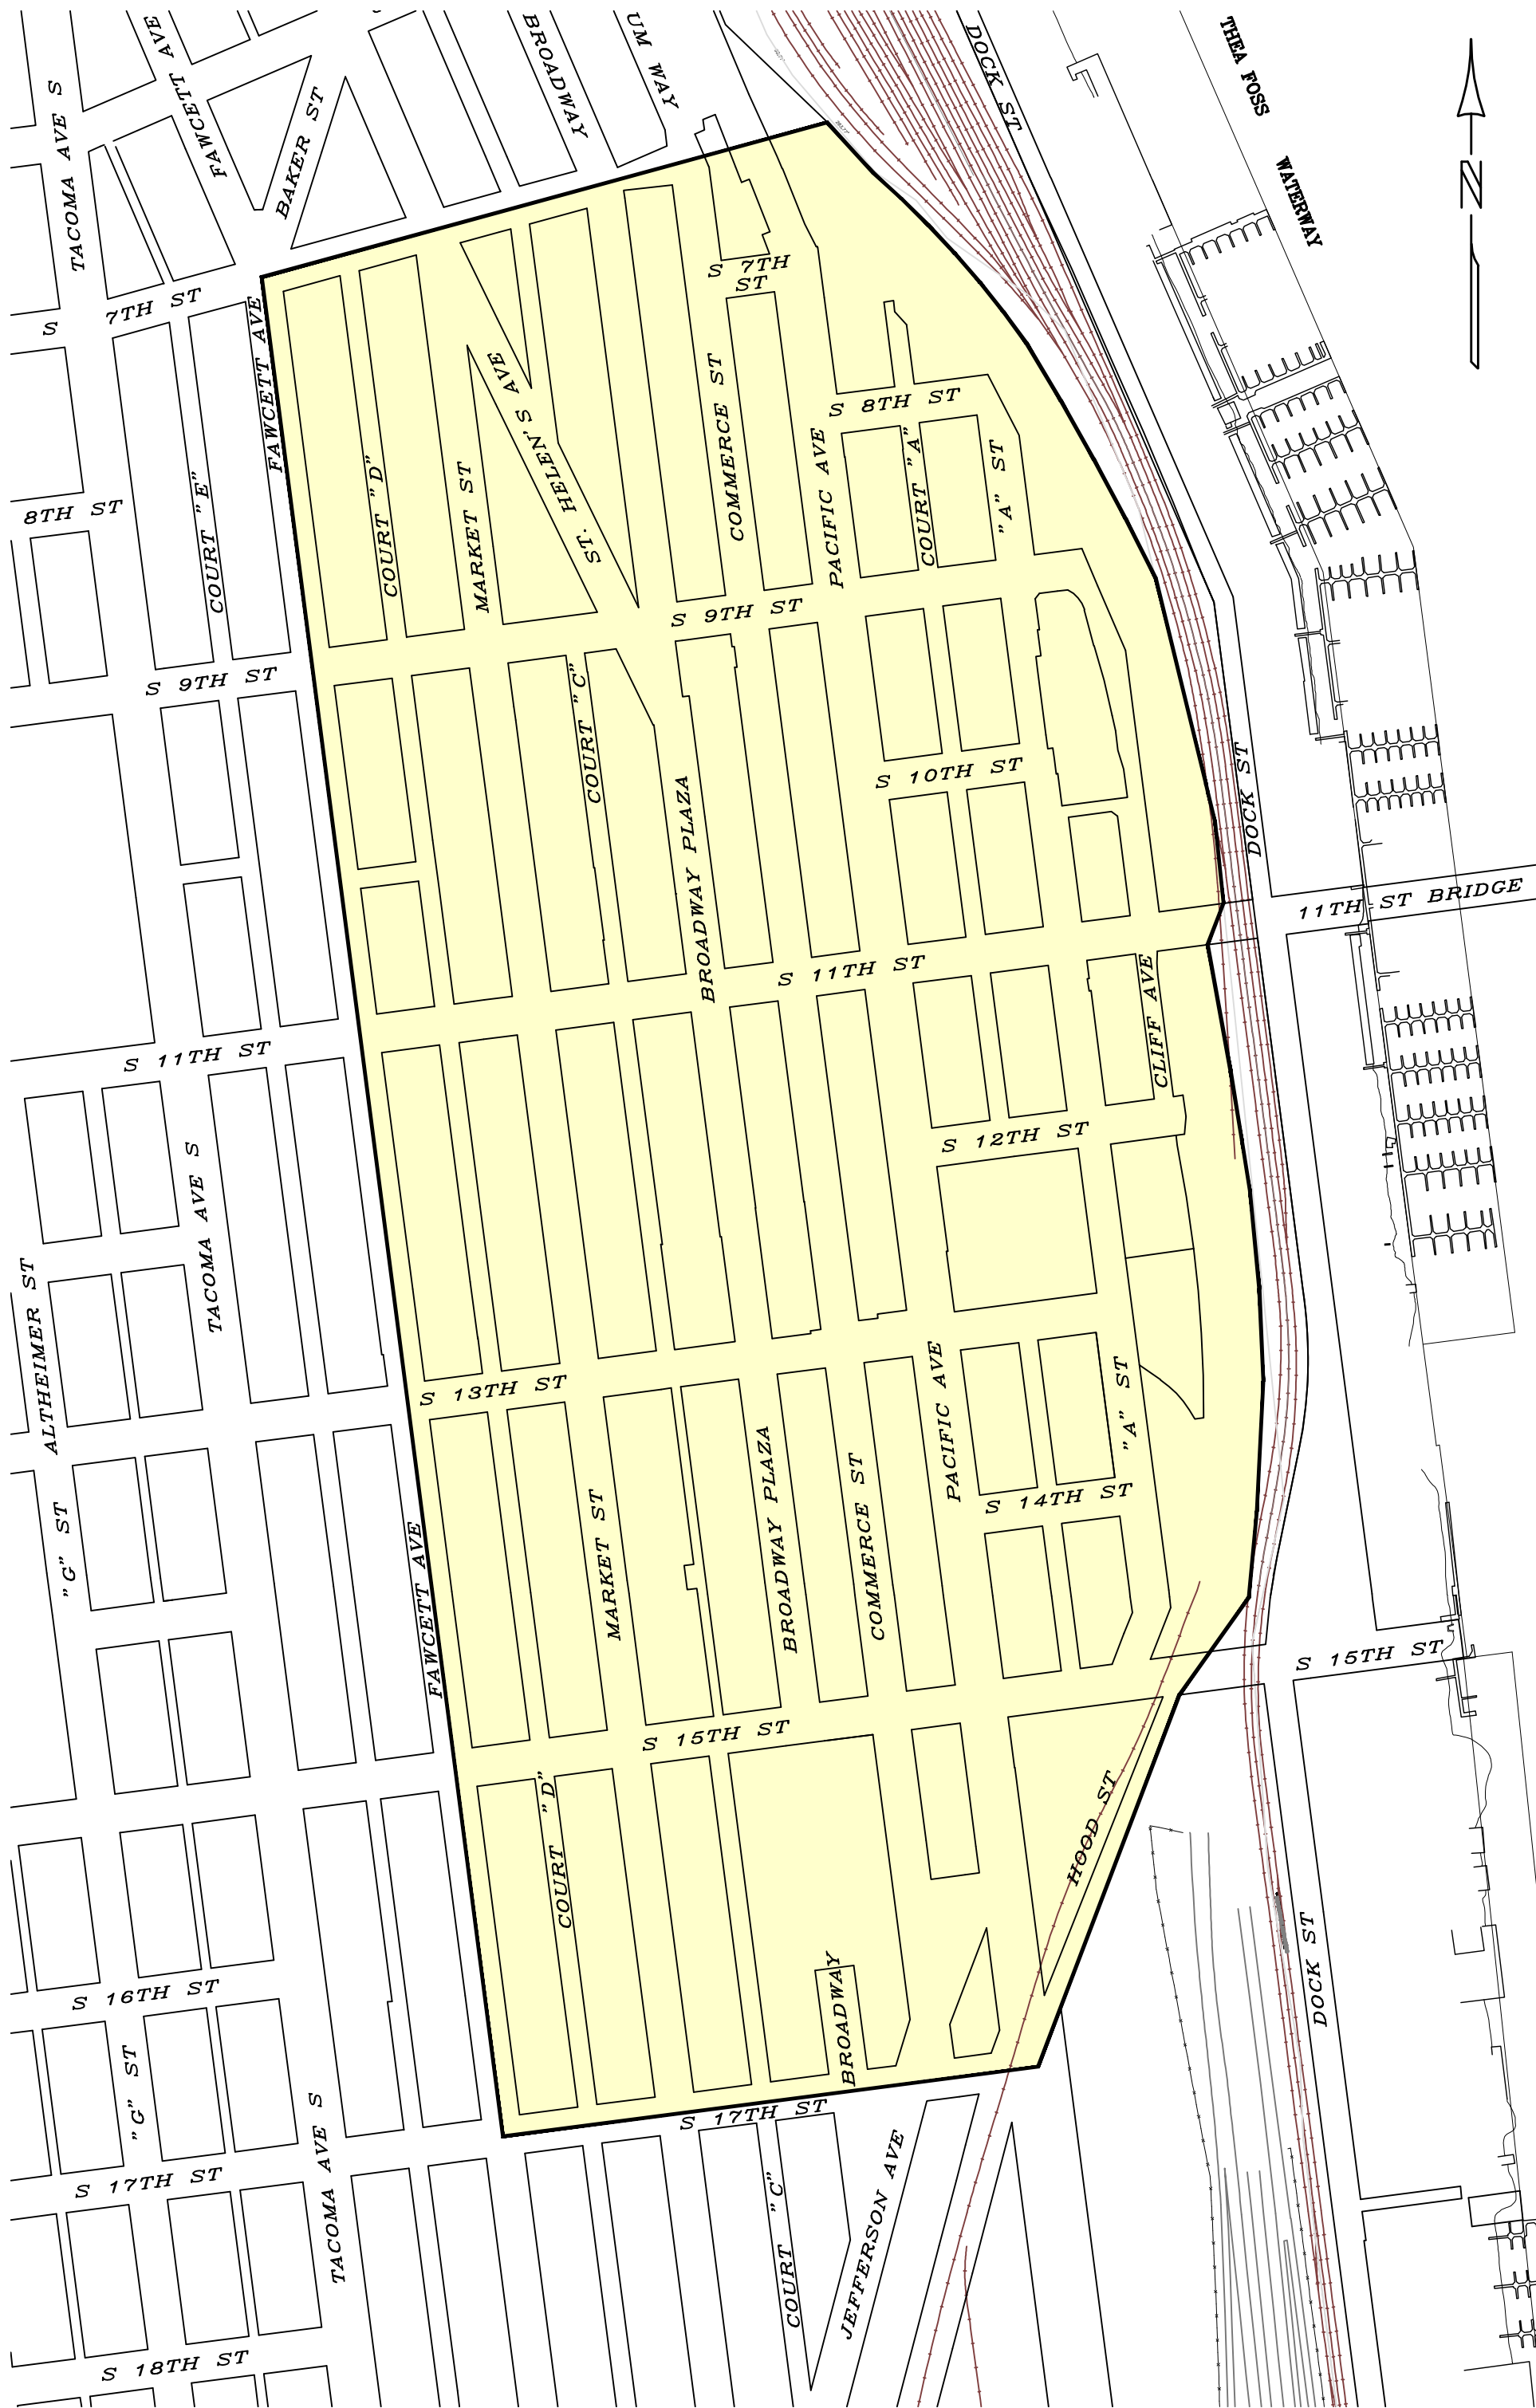 TACOMA AVE S
FAWCETT AVE
BAKER ST
BROADWAY
UM WAY
DOCK ST
THEA FOSS
WATERWAY
N
S 7TH ST
S 7TH
ST
FAWCETT AVE
COURT "E"
8TH ST
COURT "D"
MARKET ST
ST. HELEN'S AVE
COMMERCE ST
PACIFIC AVE
S 8TH ST
COURT "A"
"A" ST
S 9TH ST
S 9TH ST
COURT "C"
BROADWAY PLAZA
S 10TH ST
DOCK ST
11TH ST BRIDGE
S 11TH ST
S 11TH ST
CLIFF AVE
S 12TH ST
TACOMA AVE S
ALTHEIMER ST
"G" ST
S 13TH ST
FAWCETT AVE
MARKET ST
BROADWAY PLAZA
COMMERCE ST
PACIFIC AVE
"A" ST
S 14TH ST
S 15TH ST
S 15TH ST
COURT "D"
HOOD ST
BROADWAY
DOCK ST
S 16TH ST
"G" ST
S 17TH ST
S 17TH ST
TACOMA AVE S
COURT "C"
JEFFERSON AVE
S 18TH ST